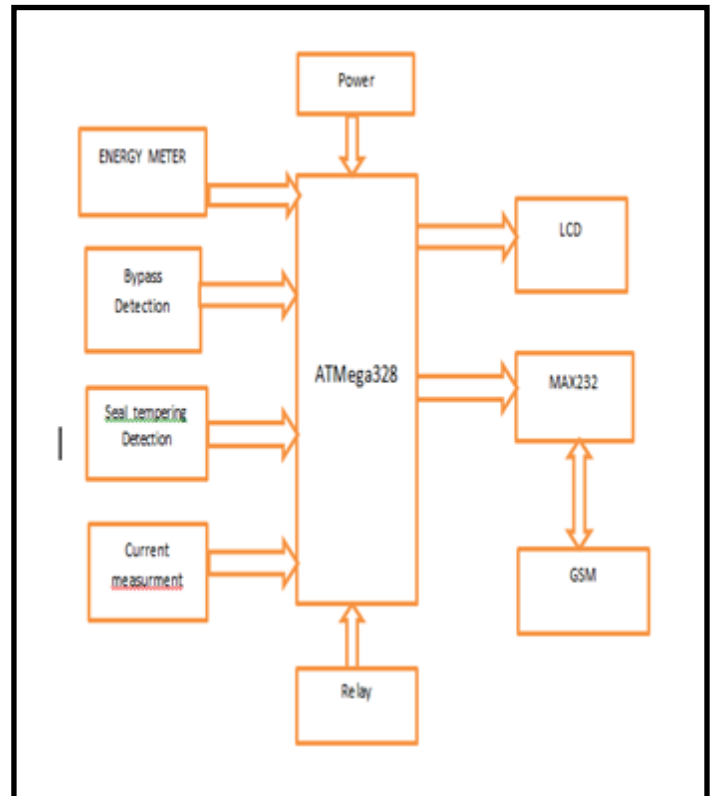 Power
ENERGY METER
LCD
Bypass
Detection
ATMega328
MAX232
Seal tempering
Detection
Current
measurment
GSM
Relay